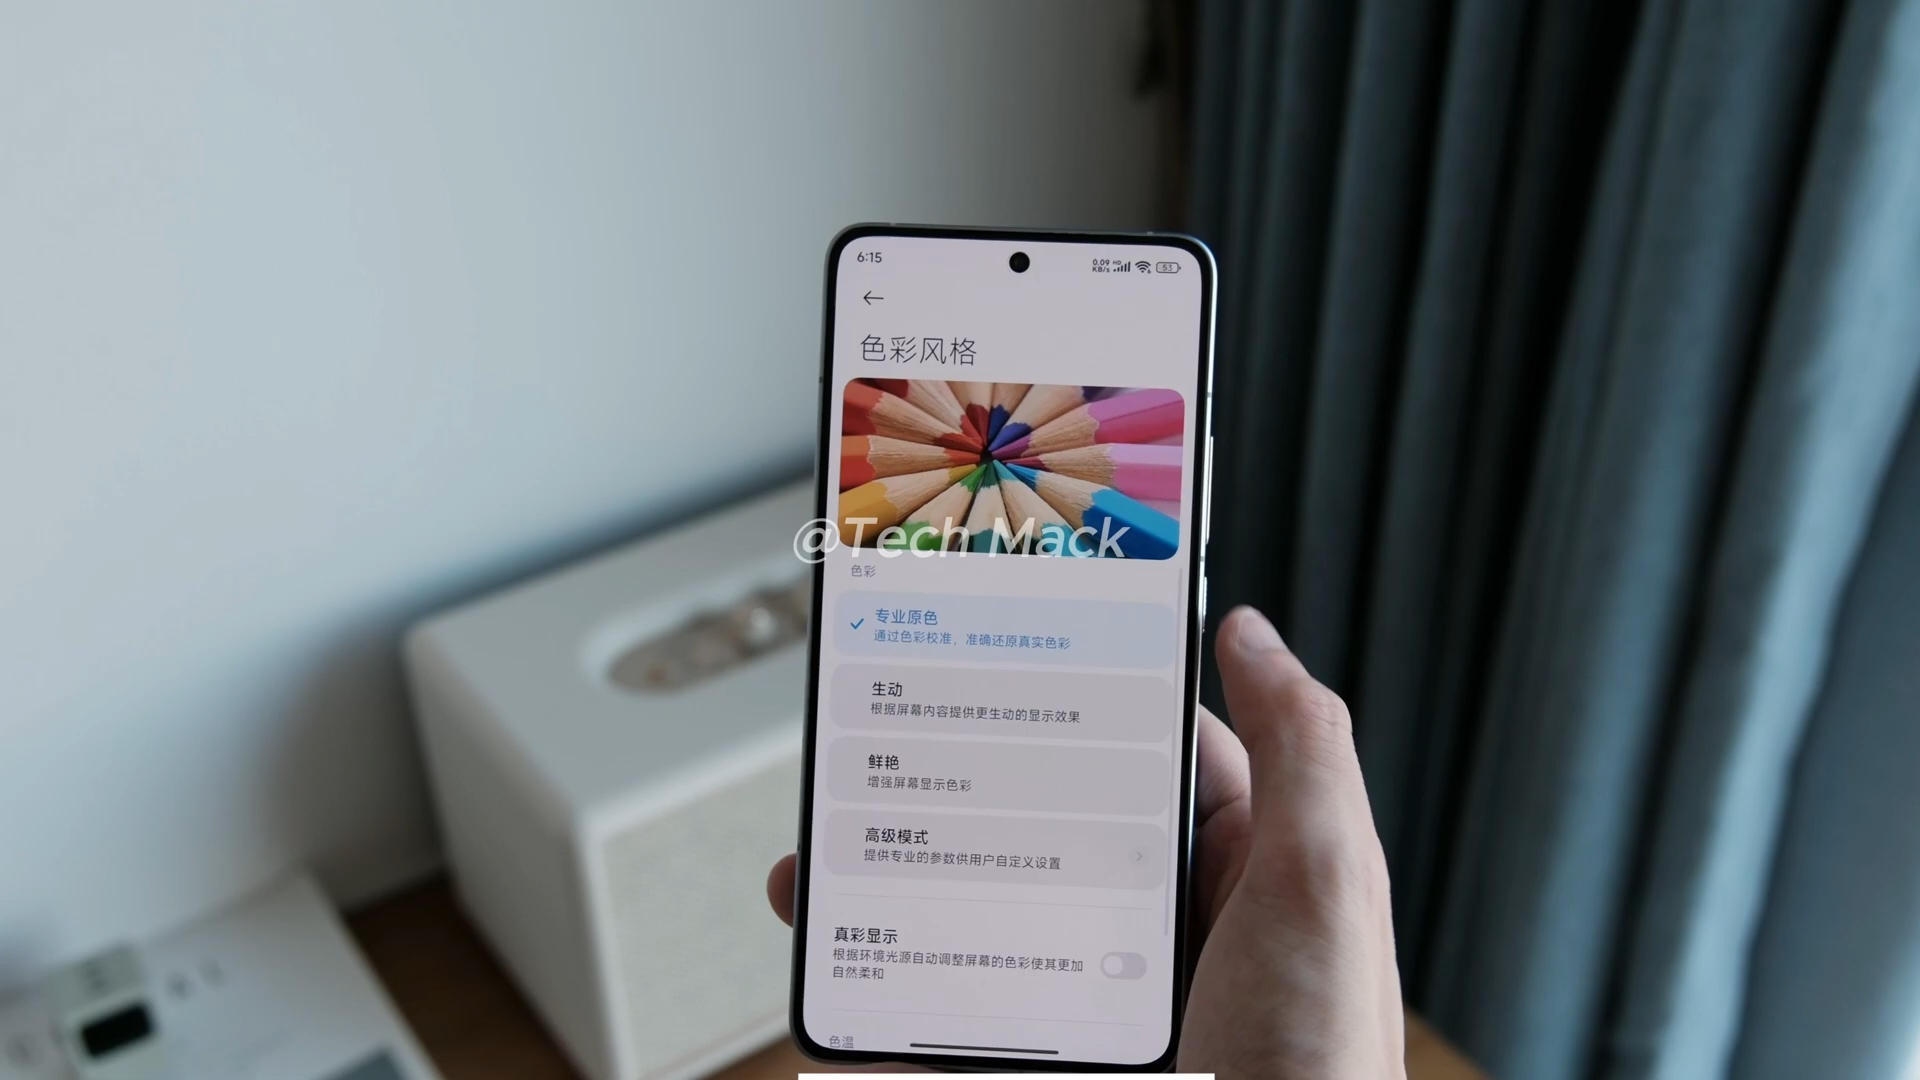 6:15
0.09 KB/s HD 53
色彩风格
@Tech Mack
色彩
专业原色
通过色彩校准，准确还原真实色彩
生动
根据屏幕内容提供更生动的显示效果
鲜艳
增强屏幕显示色彩
高级模式
提供专业的参数供用户自定义设置
真彩显示
根据环境光源自动调整屏幕的色彩使其更加
自然柔和
色温